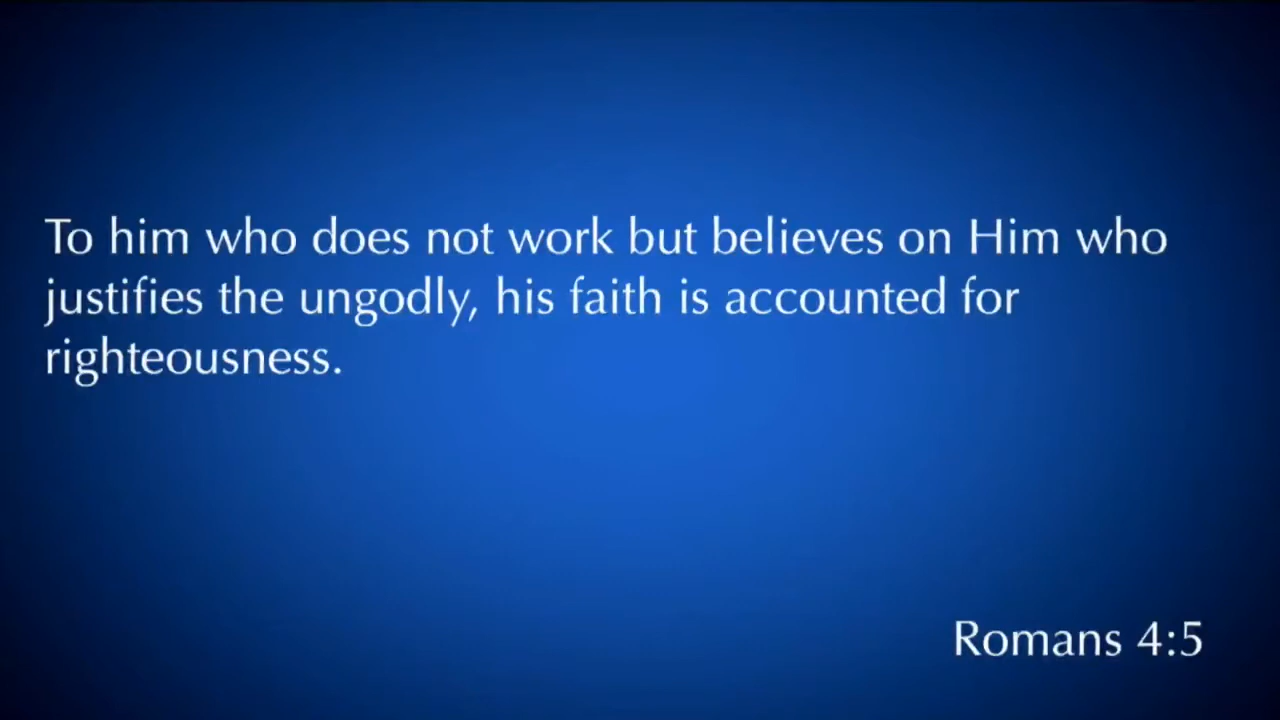 To him who does not work but believes on Him who
justifies the ungodly, his faith is accounted for
righteousness.
Romans 4:5